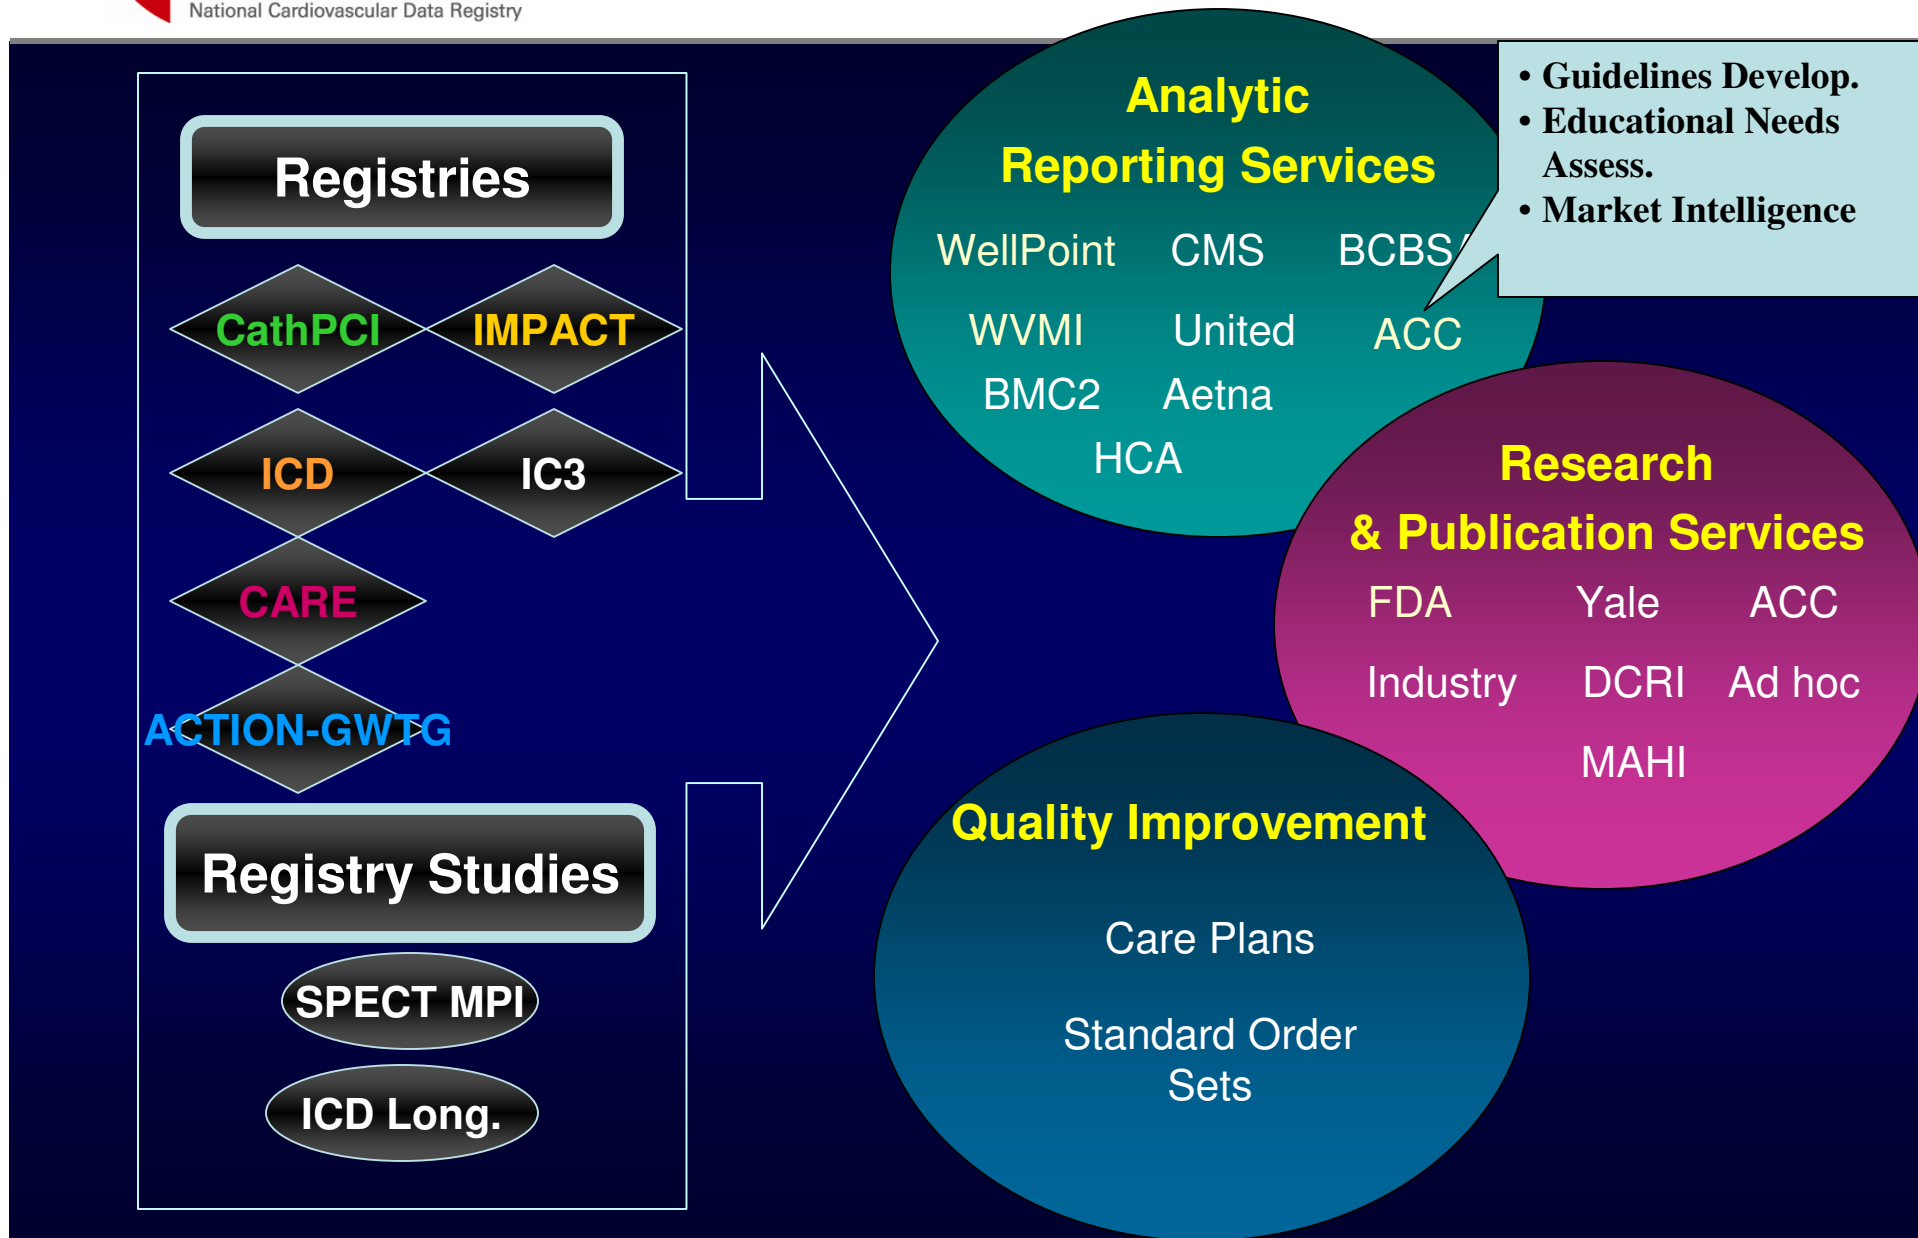 National Cardiovascular Data Registry
Registries
CathPCI IMPACT
ICD IC3
CARE
ACTION-GWTG
Registry Studies
SPECT MPI
ICD Long.
Analytic
Reporting Services
WellPoint CMS BCBSA
WVMI United ACC
BMC2 Aetna
HCA
• Guidelines Develop.
• Educational Needs
Assess.
• Market Intelligence
Research
& Publication Services
FDA Yale ACC
Industry DCRI Ad hoc
MAHI
Quality Improvement
Care Plans
Standard Order
Sets